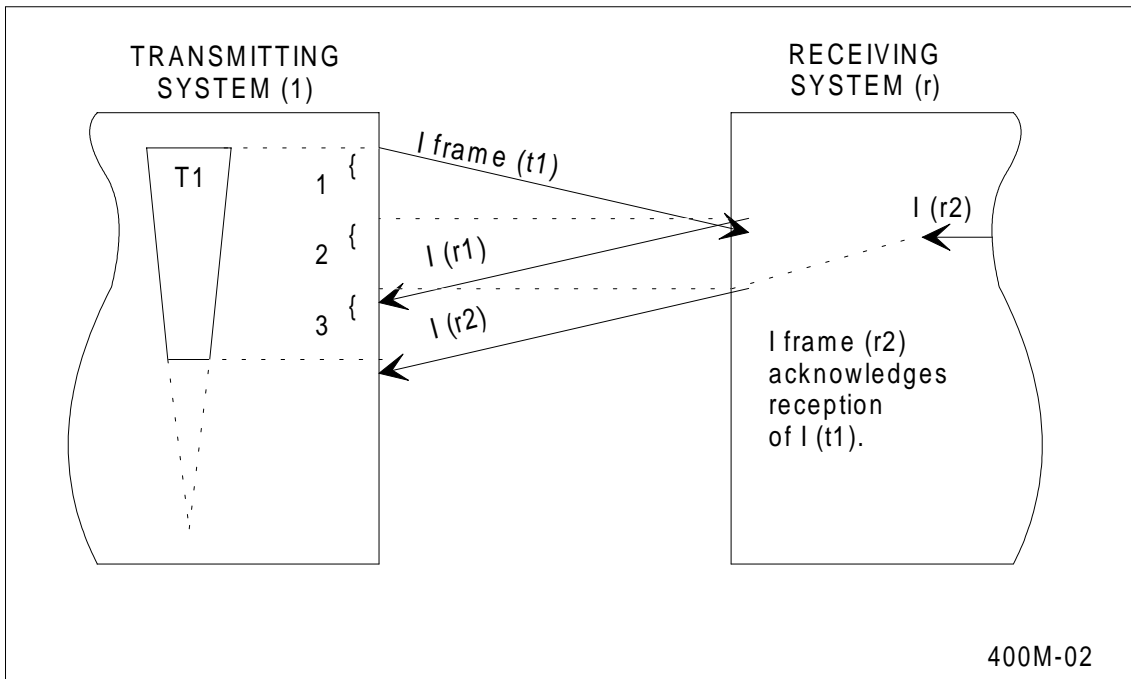 TRANSMITTING
SYSTEM (1)
RECEIVING
SYSTEM (r)
T1
1 {
2 {
3 {
I frame (t1)
I (r1)
I (r2)
I (r2)
I frame (r2)
acknowledges
reception
of I (t1).
400M-02